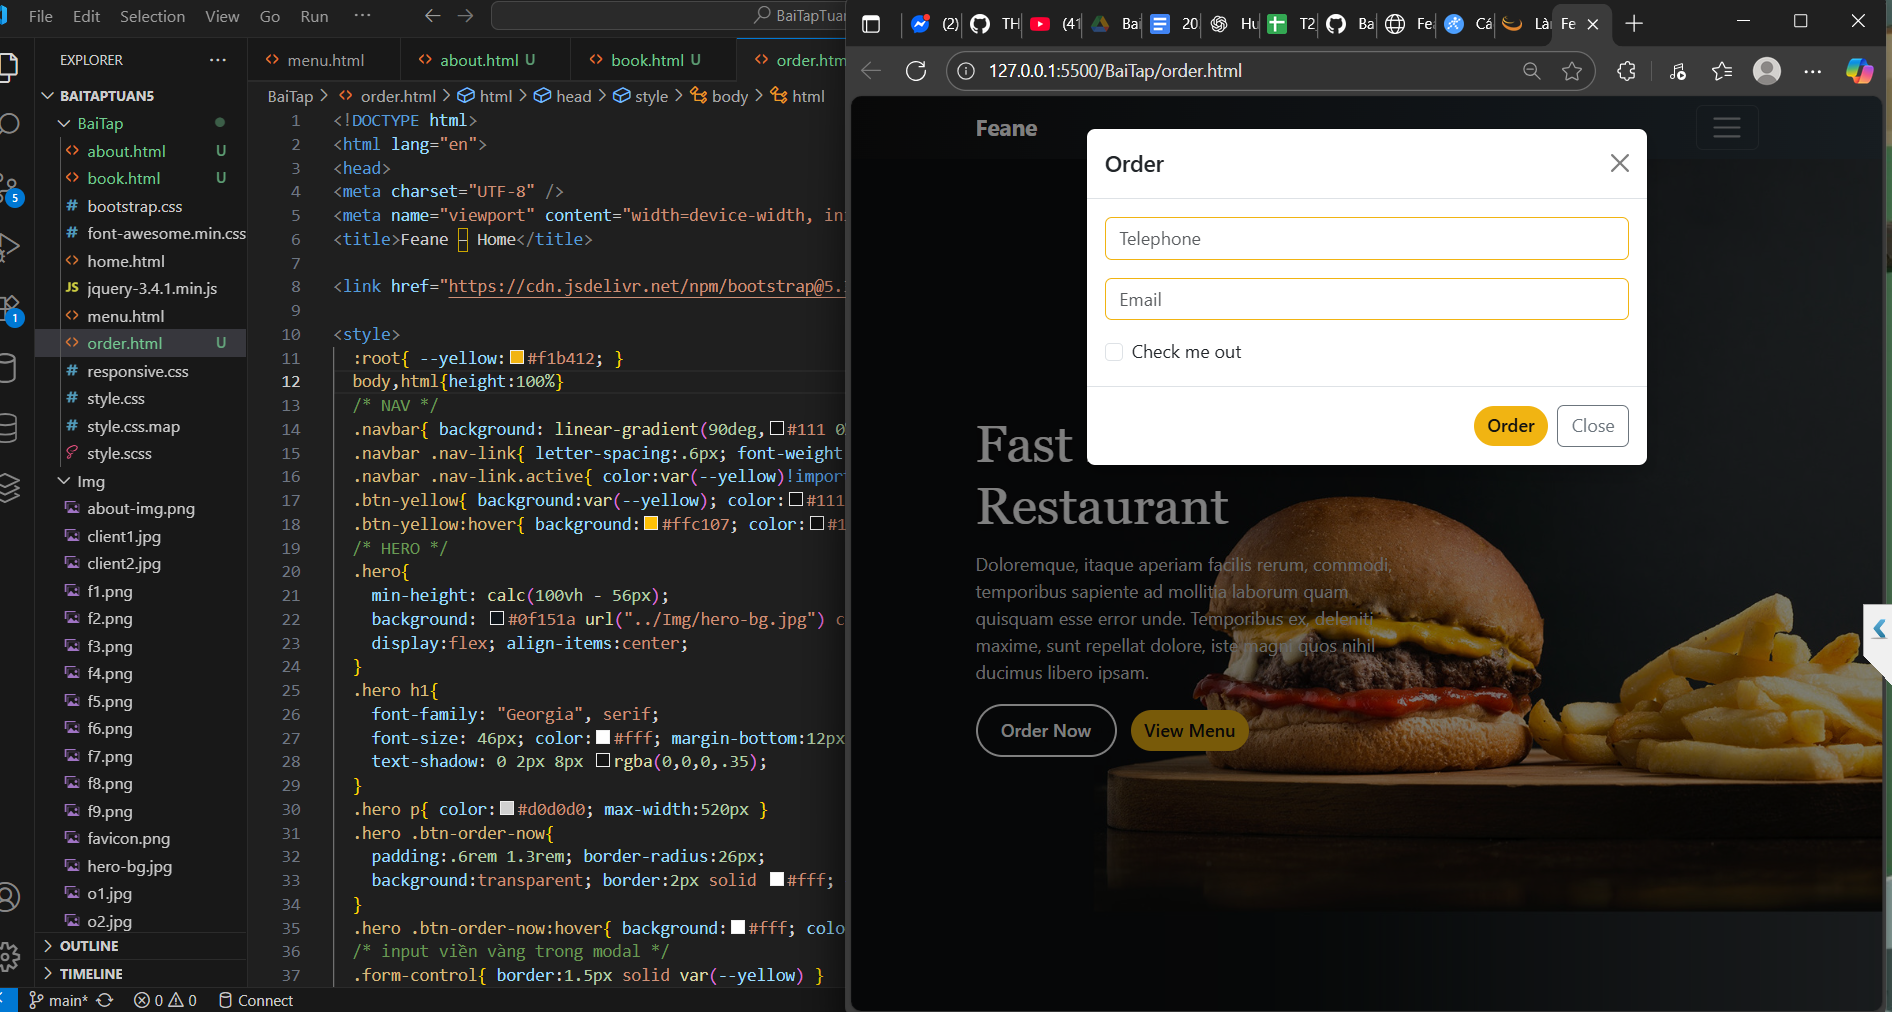 File Edit Selection View Go Run ··· BaiTapTuan
EXPLORER ···
BAITAPTUAN5
BaiTap
about.html U
book.html U
bootstrap.css
font-awesome.min.css
home.html
jquery-3.4.1.min.js
menu.html
order.html U
responsive.css
style.css
style.css.map
style.scss
Img
about-img.png
client1.jpg
client2.jpg
f1.png
f2.png
f3.png
f4.png
f5.png
f6.png
f7.png
f8.png
f9.png
favicon.png
hero-bg.jpg
o1.jpg
o2.jpg
OUTLINE
TIMELINE
5
1
JS
main* 0 0 Connect
menu.html about.html U book.html U order.htm
BaiTap > order.html > html > head > style > body > html
1 <!DOCTYPE html>
2 <html lang="en">
3 <head>
4 <meta charset="UTF-8" />
5 <meta name="viewport" content="width=device-width, in
6 <title>Feane – Home</title>
7
8 <link href="https://cdn.jsdelivr.net/npm/bootstrap@5.
9
10 <style>
11 :root{ --yellow:#f1b412; }
12 body,html{height:100%}
13 /* NAV */
14 .navbar{ background: linear-gradient(90deg,#111 0
15 .navbar .nav-link{ letter-spacing:.6px; font-weight
16 .navbar .nav-link.active{ color:var(--yellow)!impor
17 .btn-yellow{ background:var(--yellow); color:#111
18 .btn-yellow:hover{ background:#ffc107; color:#1
19 /* HERO */
20 .hero{
21 min-height: calc(100vh - 56px);
22 background: #0f151a url("../Img/hero-bg.jpg") c
23 display:flex; align-items:center;
24 }
25 .hero h1{
26 font-family: "Georgia", serif;
27 font-size: 46px; color:#fff; margin-bottom:12px
28 text-shadow: 0 2px 8px rgba(0,0,0,.35);
29 }
30 .hero p{ color:#d0d0d0; max-width:520px }
31 .hero .btn-order-now{
32 padding:.6rem 1.3rem; border-radius:26px;
33 background:transparent; border:2px solid #fff;
34 }
35 .hero .btn-order-now:hover{ background:#fff; colo
36 /* input viền vàng trong modal */
37 .form-control{ border:1.5px solid var(--yellow) }
(2) TH (41 Bai 20 Hu T2 Ba Fea Cá Làr Fe
127.0.0.1:5500/BaiTap/order.html
Feane
Order
Telephone
Email
Check me out
Order Close
Fast
Restaurant
Doloremque, itaque aperiam facilis rerum, commodi,
temporibus sapiente ad mollitia laborum quam
quisquam esse error unde. Temporibus ex, deleniti
maxime, sunt repellat dolore, iste magni quos nihil
ducimus libero ipsam.
Order Now View Menu